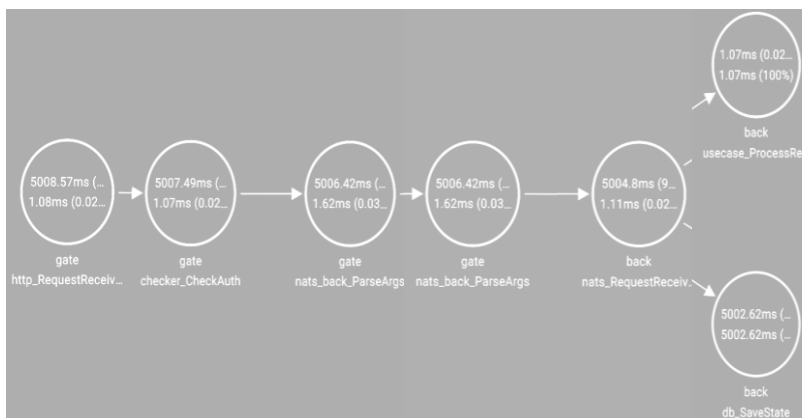 5008.57ms (...
1.08ms (0.02...
gate
http_RequestReceiv...
5007.49ms (...
1.07ms (0.02...
gate
checker_CheckAuth
5006.42ms (...
1.62ms (0.03...
gate
nats_back_ParseArgs
5006.42ms (...
1.62ms (0.03...
gate
nats_back_ParseArgs
5004.8ms (9...
1.11ms (0.02...
back
nats_RequestReceiv..
1.07ms (0.02...
1.07ms (100%)
back
usecase_ProcessRe
5002.62ms (...
5002.62ms (...
back
db_SaveState